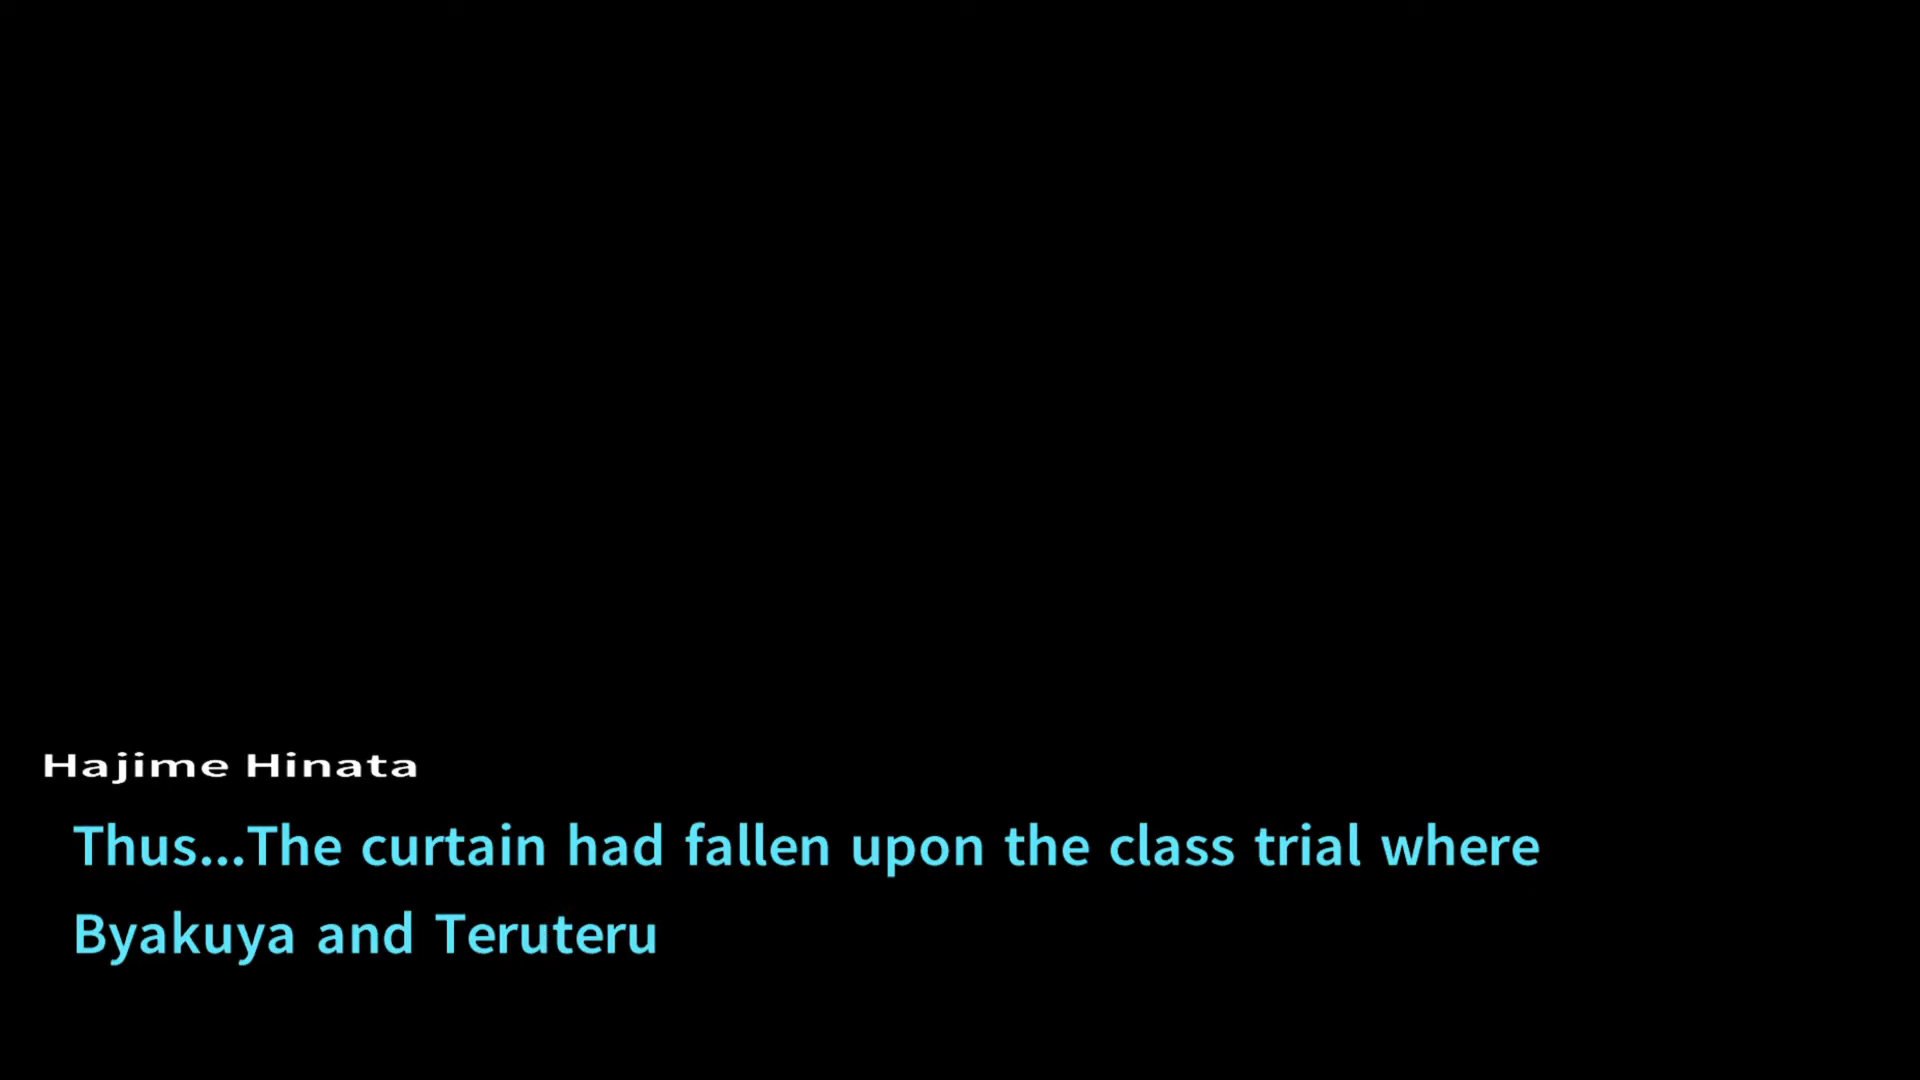 Hajime Hinata
Thus...The curtain had fallen upon the class trial where
Byakuya and Teruteru